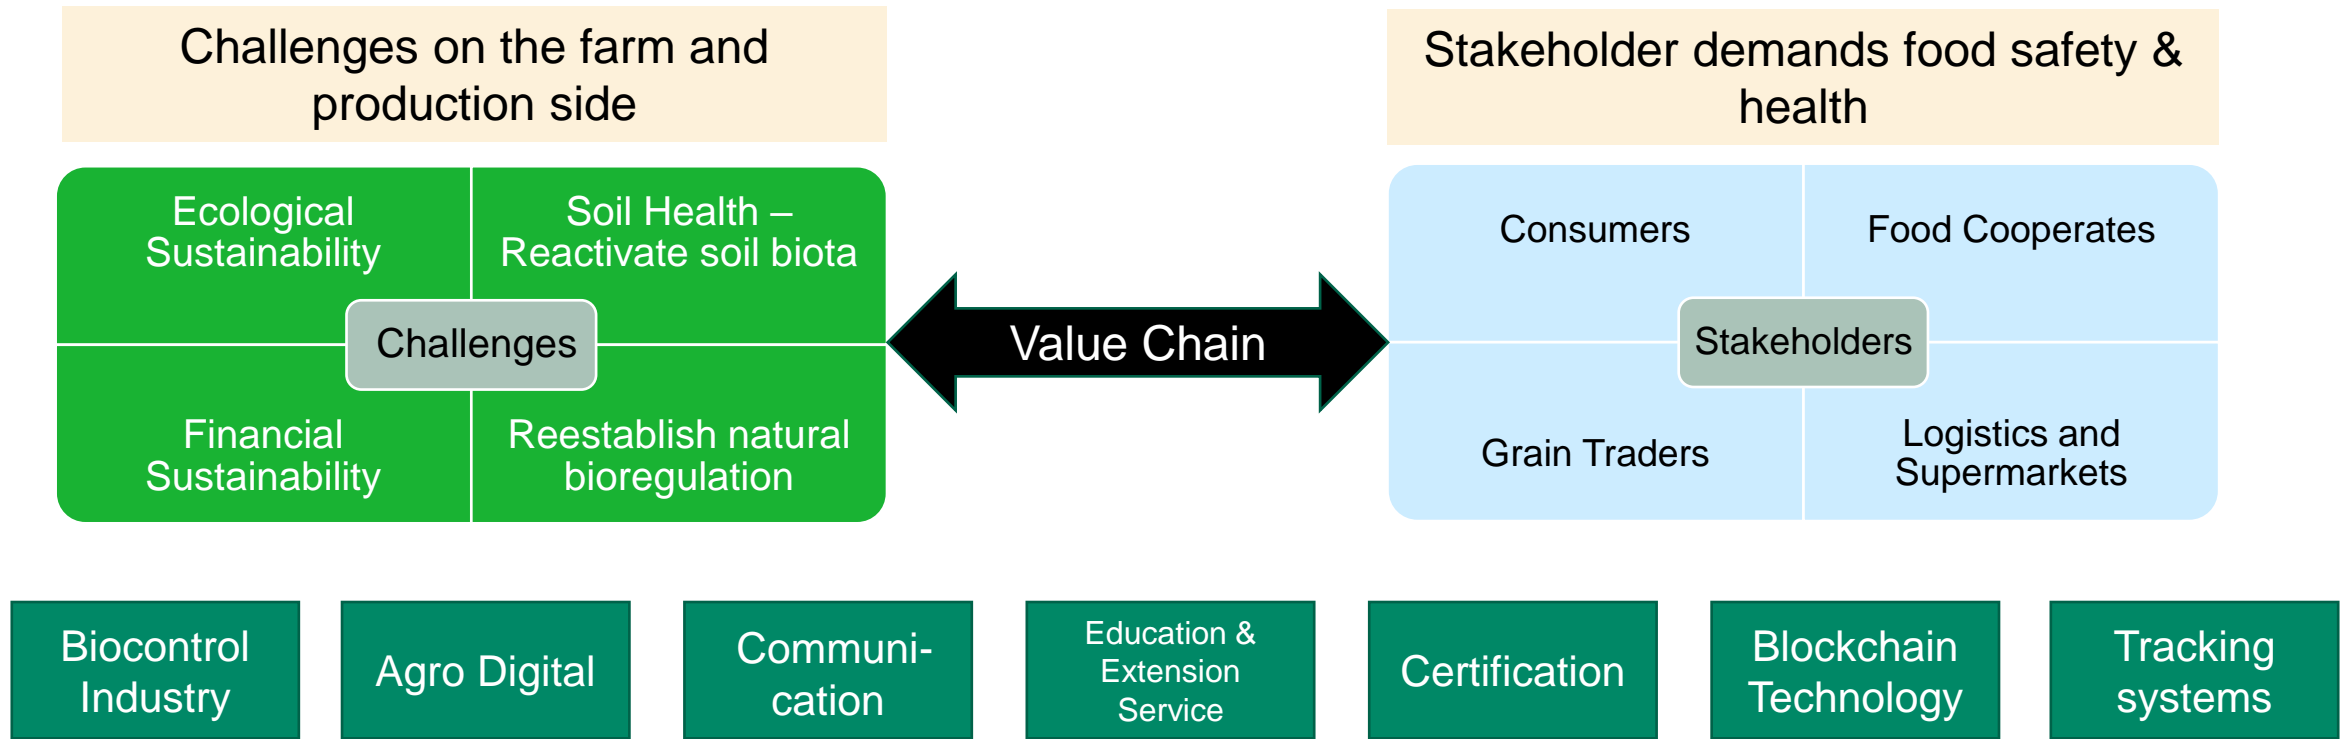 Challenges on the farm and
production side
Stakeholder demands food safety &
health
Ecological
Sustainability
Soil Health –
Reactivate soil biota
Challenges
Financial
Sustainability
Reestablish natural
bioregulation
Value Chain
Consumers
Food Cooperates
Stakeholders
Grain Traders
Logistics and
Supermarkets
Biocontrol
Industry
Agro Digital
Communi-
cation
Education &
Extension
Service
Certification
Blockchain
Technology
Tracking
systems